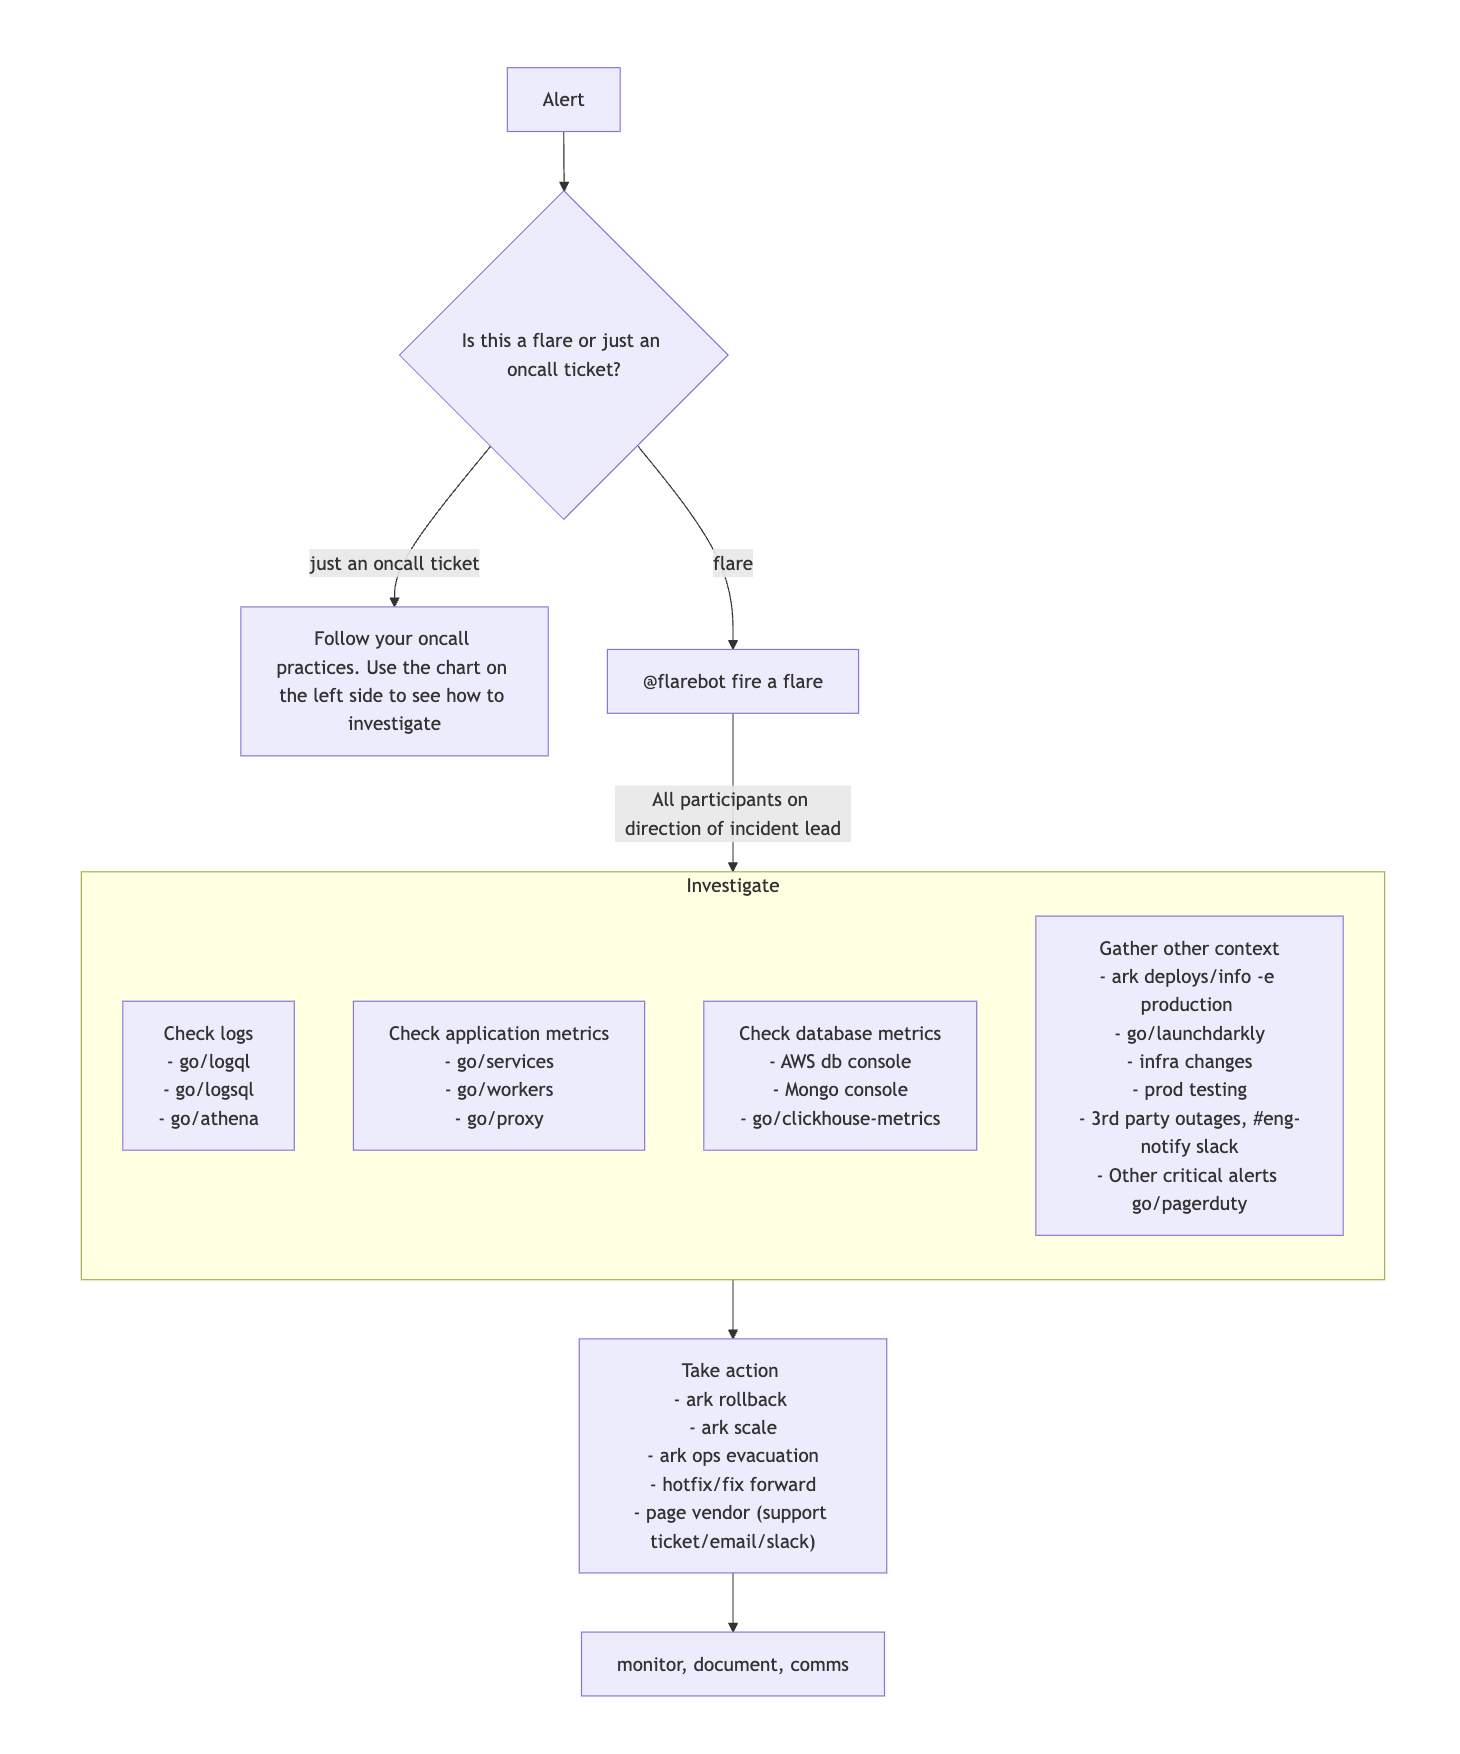 Alert
Is this a flare or just an
oncall ticket?
just an oncall ticket
flare
Follow your oncall
practices. Use the chart on
the left side to see how to
investigate
@flarebot fire a flare
All participants on
direction of incident lead
Investigate
Check logs
- go/logql
- go/logsql
- go/athena
Check application metrics
- go/services
- go/workers
- go/proxy
Check database metrics
- AWS db console
- Mongo console
- go/clickhouse-metrics
Gather other context
- ark deploys/info -e
production
- go/launchdarkly
- infra changes
- prod testing
- 3rd party outages, #eng-
notify slack
- Other critical alerts
go/pagerduty
Take action
- ark rollback
- ark scale
- ark ops evacuation
- hotfix/fix forward
- page vendor (support
ticket/email/slack)
monitor, document, comms